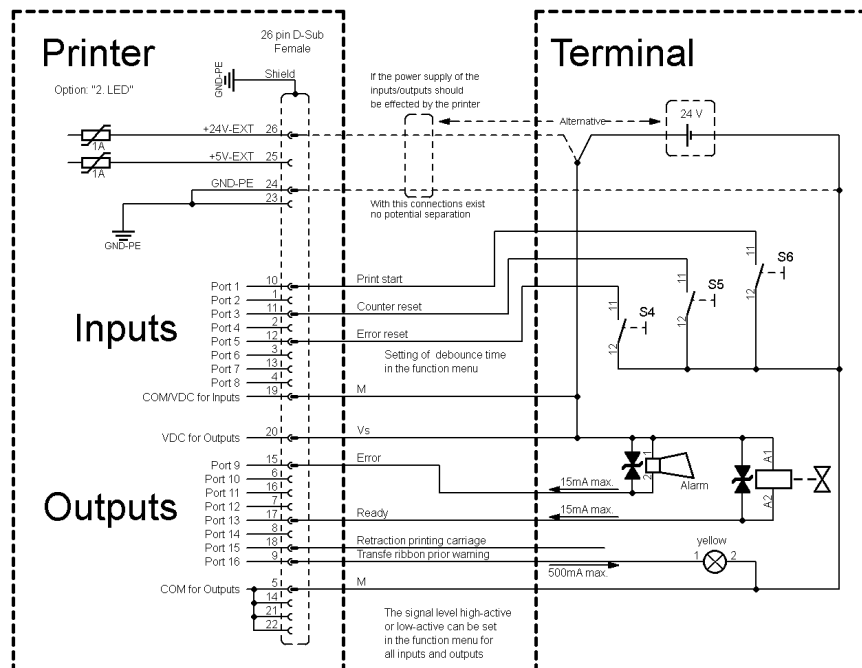 Printer
Terminal
26 pin D-Sub
Female
Option: "2. LED"
GND-PE
Shield
If the power supply of the
inputs/outputs should
be effected by the printer
Alternative
24 V
+24V-EXT 26
1A
+5V-EXT 25
1A
GND-PE 24
23
GND-PE
With this connections exist
no potential separation
Inputs
Port 1 10 Print start
Port 2 1
Port 3 11 Counter reset
Port 4 2
Port 5 12 Error reset
Port 6 3
Port 7 13
Port 8 4
COM/VDC for Inputs 19 M
Setting of debounce time
in the function menu
11 12 S4
11 12 S5
11 12 S6
VDC for Outputs 20 Vs
Outputs
Port 9 15 Error
Port 10 6
Port 11 16
Port 12 7
Port 13 17 Ready
Port 14 8
Port 15 18 Retraction printing carriage
Port 16 9 Transfe ribbon prior warning
COM for Outputs 5 M
14
21
22
15mA max.
1 2 Alarm
A1 A2
15mA max.
yellow
1 2
500mA max.
The signal level high-active
or low-active can be set
in the function menu for
all inputs and outputs